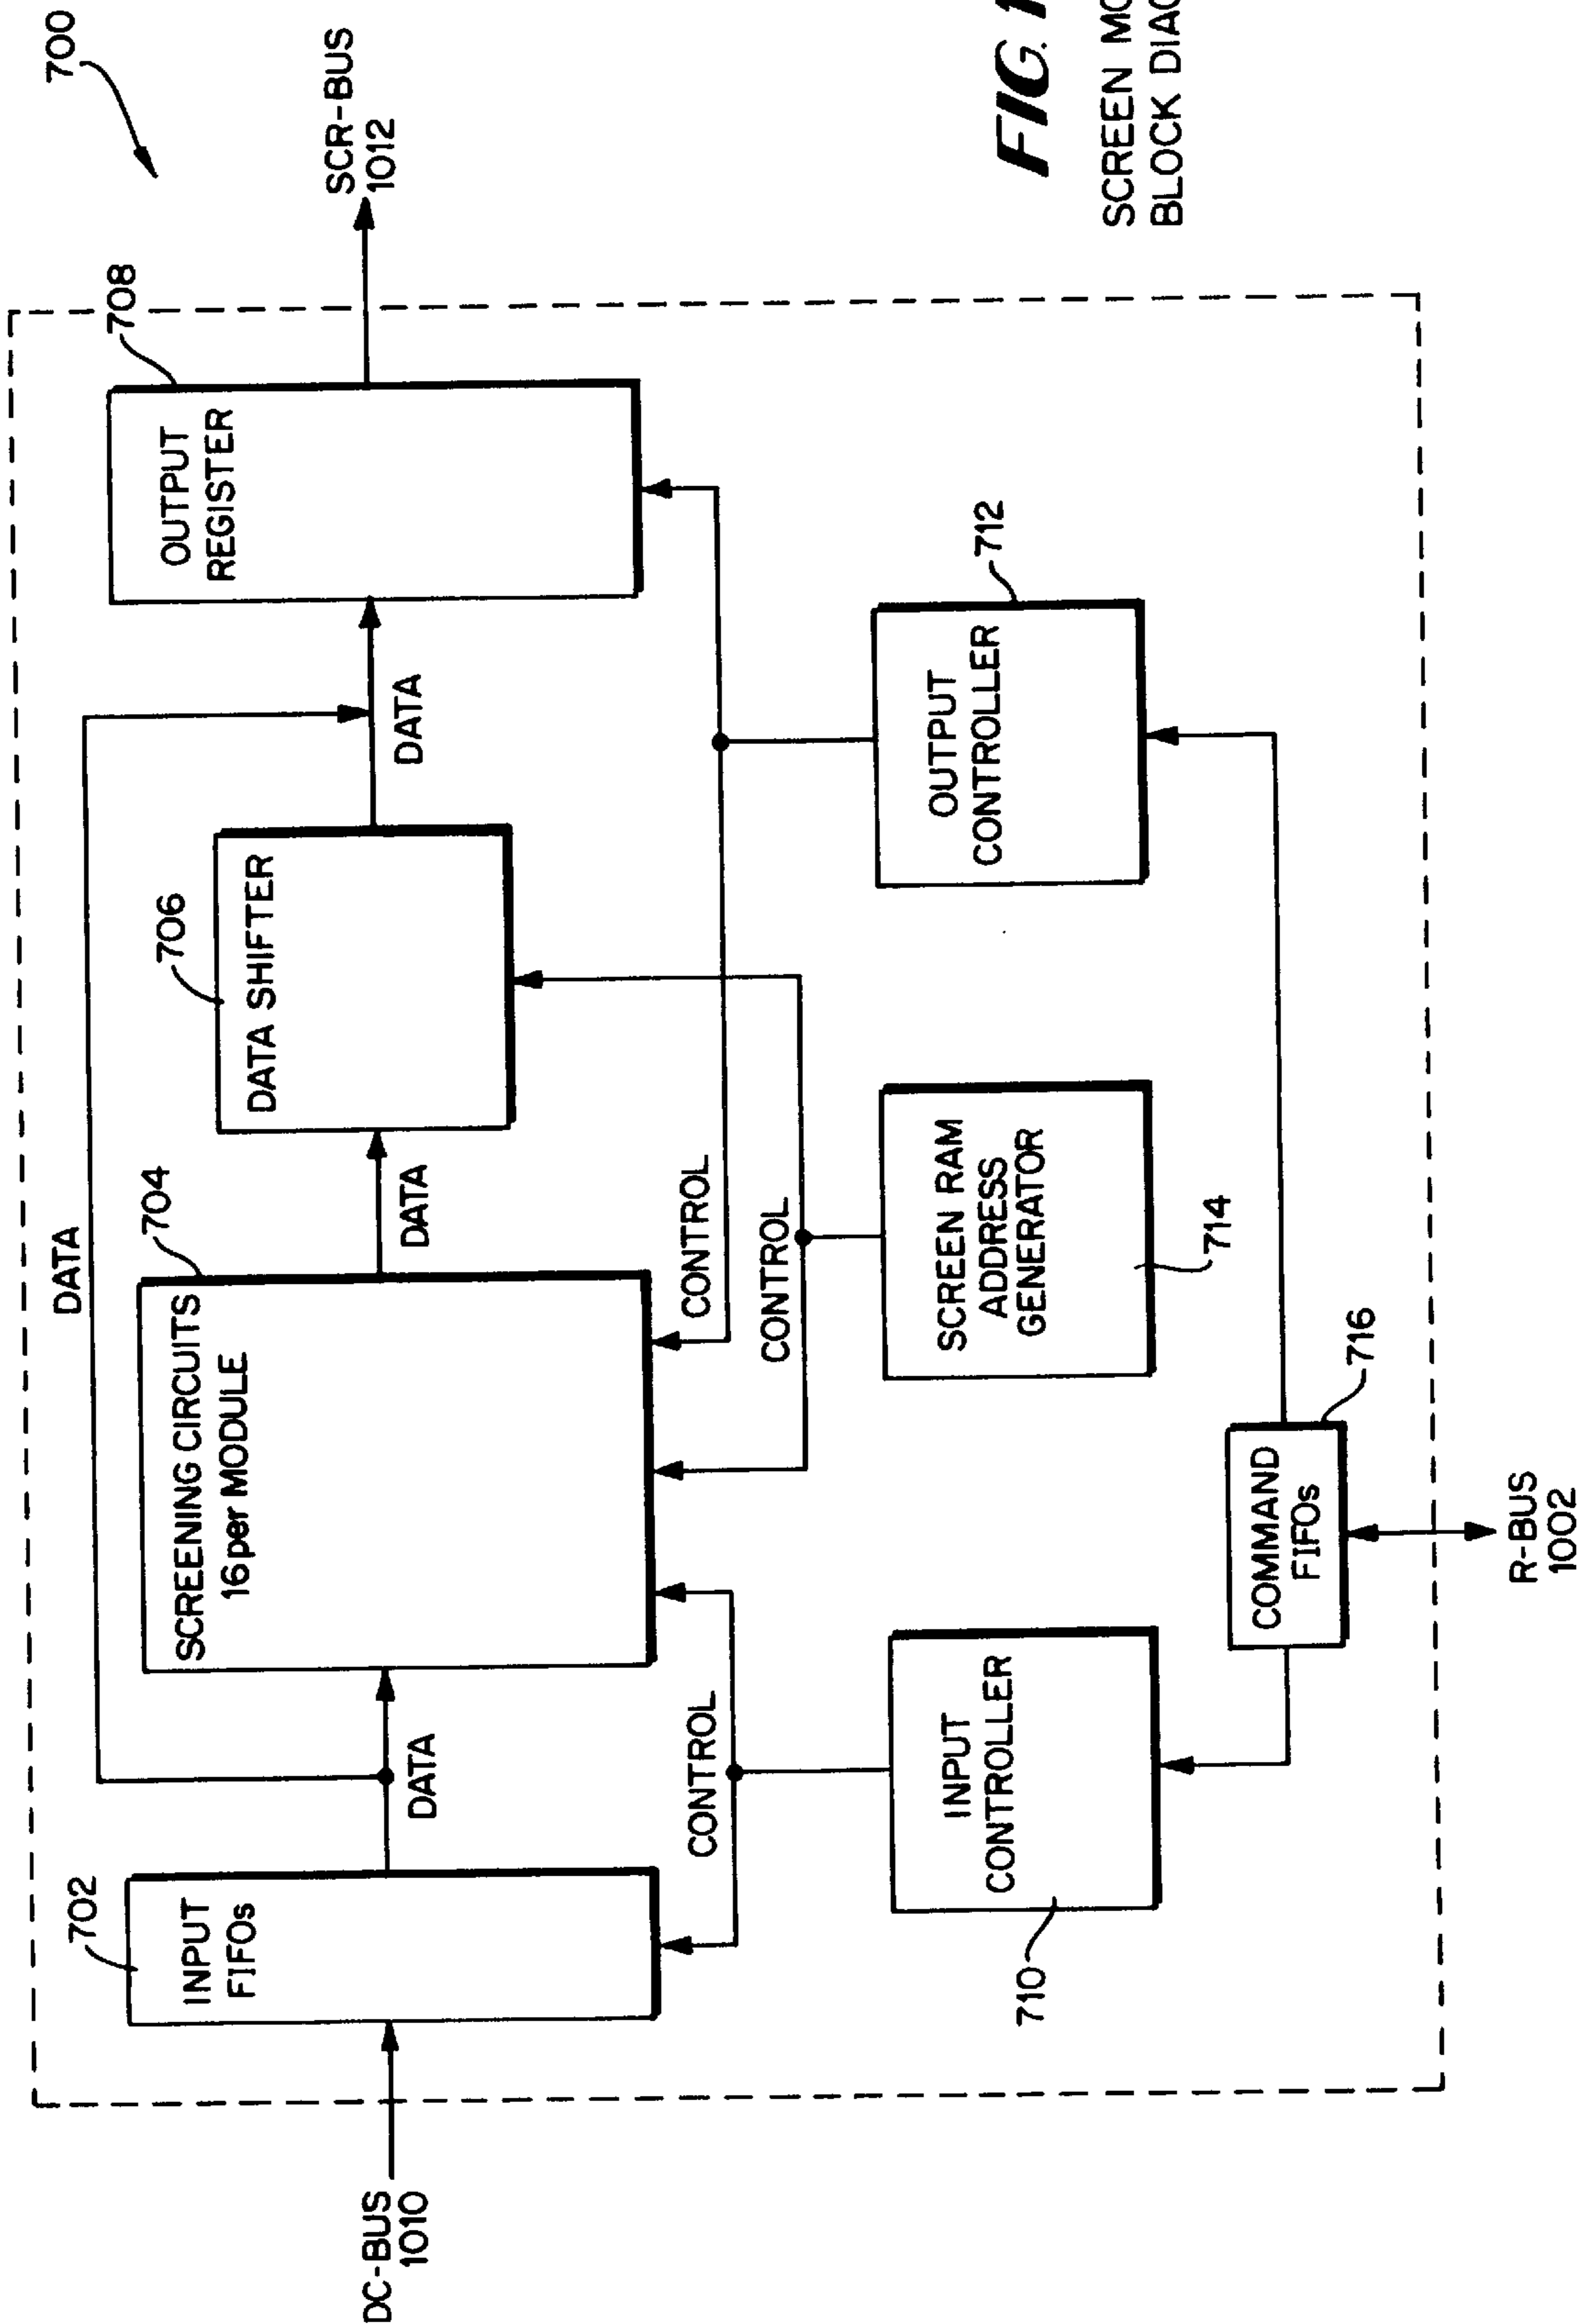 700
SCR-BUS
1012
708
OUTPUT
REGISTER
DATA
706
DATA SHIFTER
DATA
704
SCREENING CIRCUITS
16 per MODULE
DATA
DATA
702
INPUT
FIFOs
DC-BUS
1010
CONTROL
CONTROL
CONTROL
712
OUTPUT
CONTROLLER
SCREEN RAM
ADDRESS
GENERATOR
714
INPUT
CONTROLLER
710
COMMAND
FIFOs
716
R-BUS
1002
FIG.
SCREEN
BLOCK